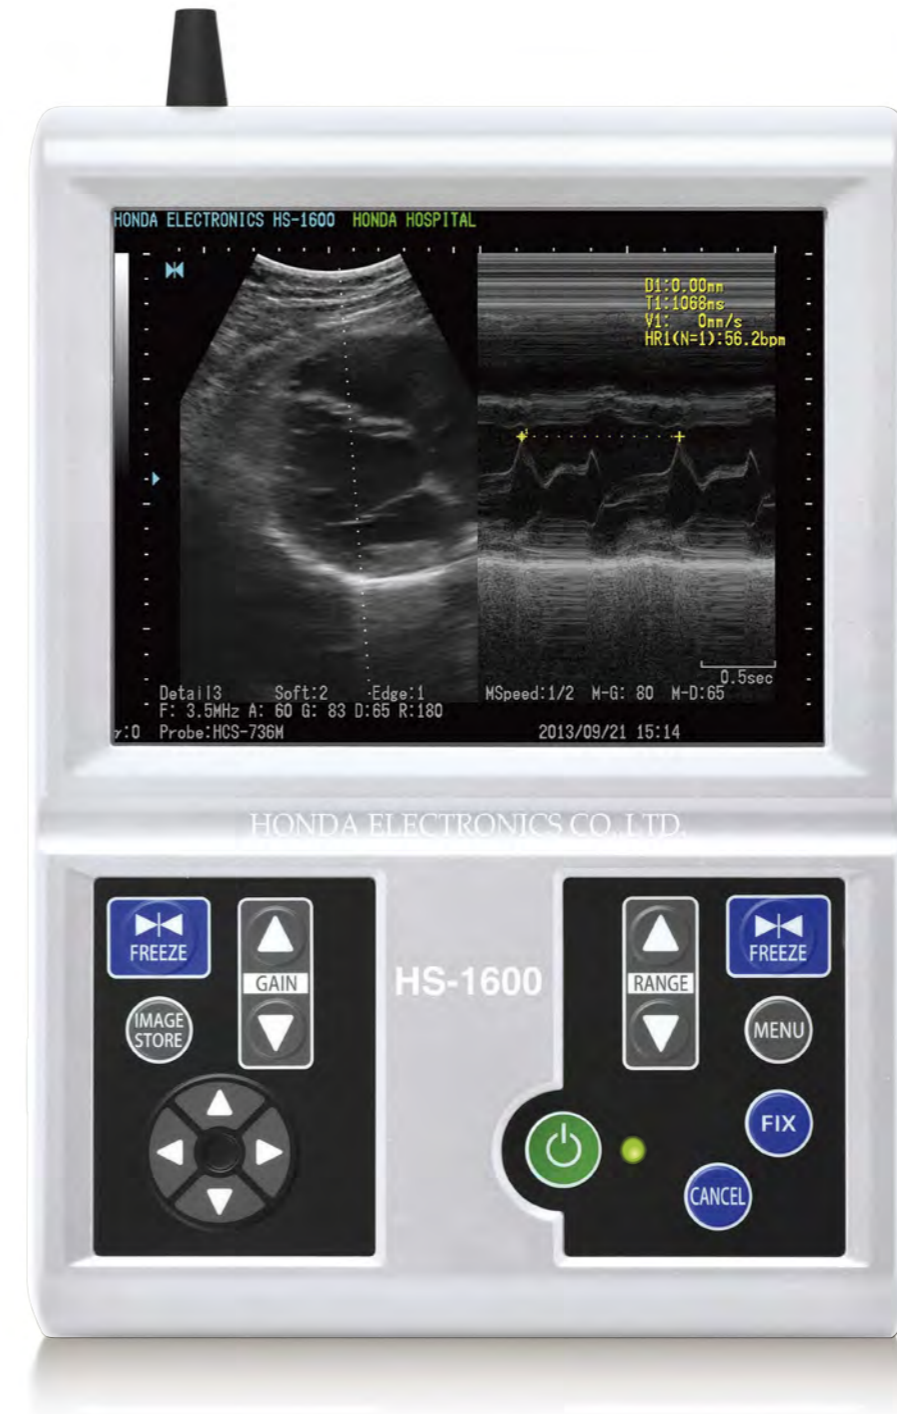 HONDA ELECTRONICS HS-1600 HONDA HOSPITAL
D1:0.00mm
T1:1068ms
V1: 0mm/s
HR1(N=1):56.2bpm
1
0.5sec
Detail3 Soft:2 Edge:1 MSpeed:1/2 M-G: 80 M-D:65
F: 3.5MHz A: 60 G: 83 D:65 R:180
r:0 Probe:HCS-736M 2013/09/21 15:14
HONDA ELECTRONICS CO.,LTD.
FREEZE
GAIN
IMAGE
STORE
HS-1600
RANGE
FREEZE
MENU
FIX
CANCEL